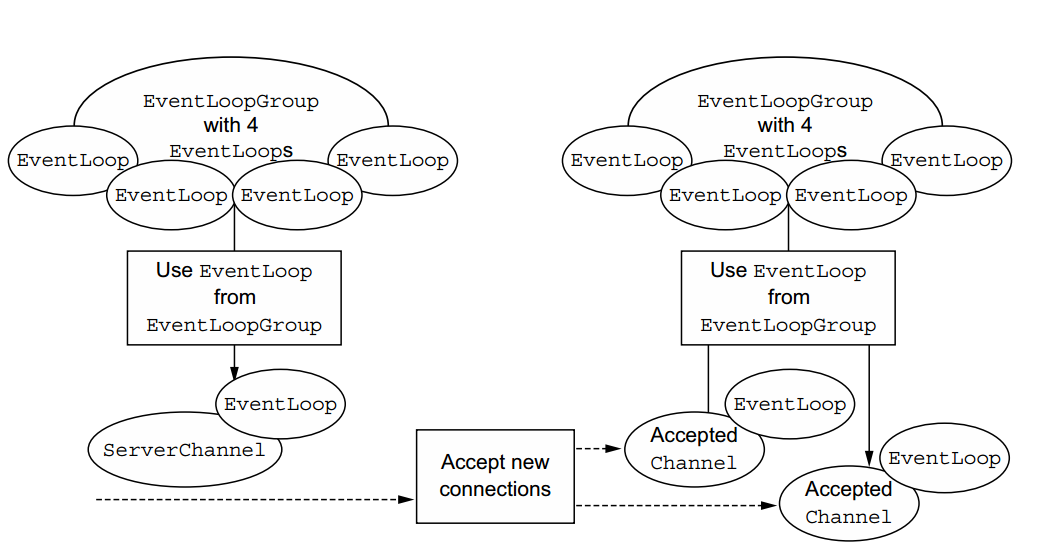 EventLoopGroup
with 4
EventLoops
EventLoop
EventLoop
EventLoop
EventLoop
Use EventLoop
from
EventLoopGroup
EventLoop
ServerChannel
Accept new
connections
EventLoopGroup
with 4
EventLoops
EventLoop
EventLoop
EventLoop
EventLoop
Use EventLoop
from
EventLoopGroup
EventLoop
Accepted
Channel
EventLoop
Accepted
Channel